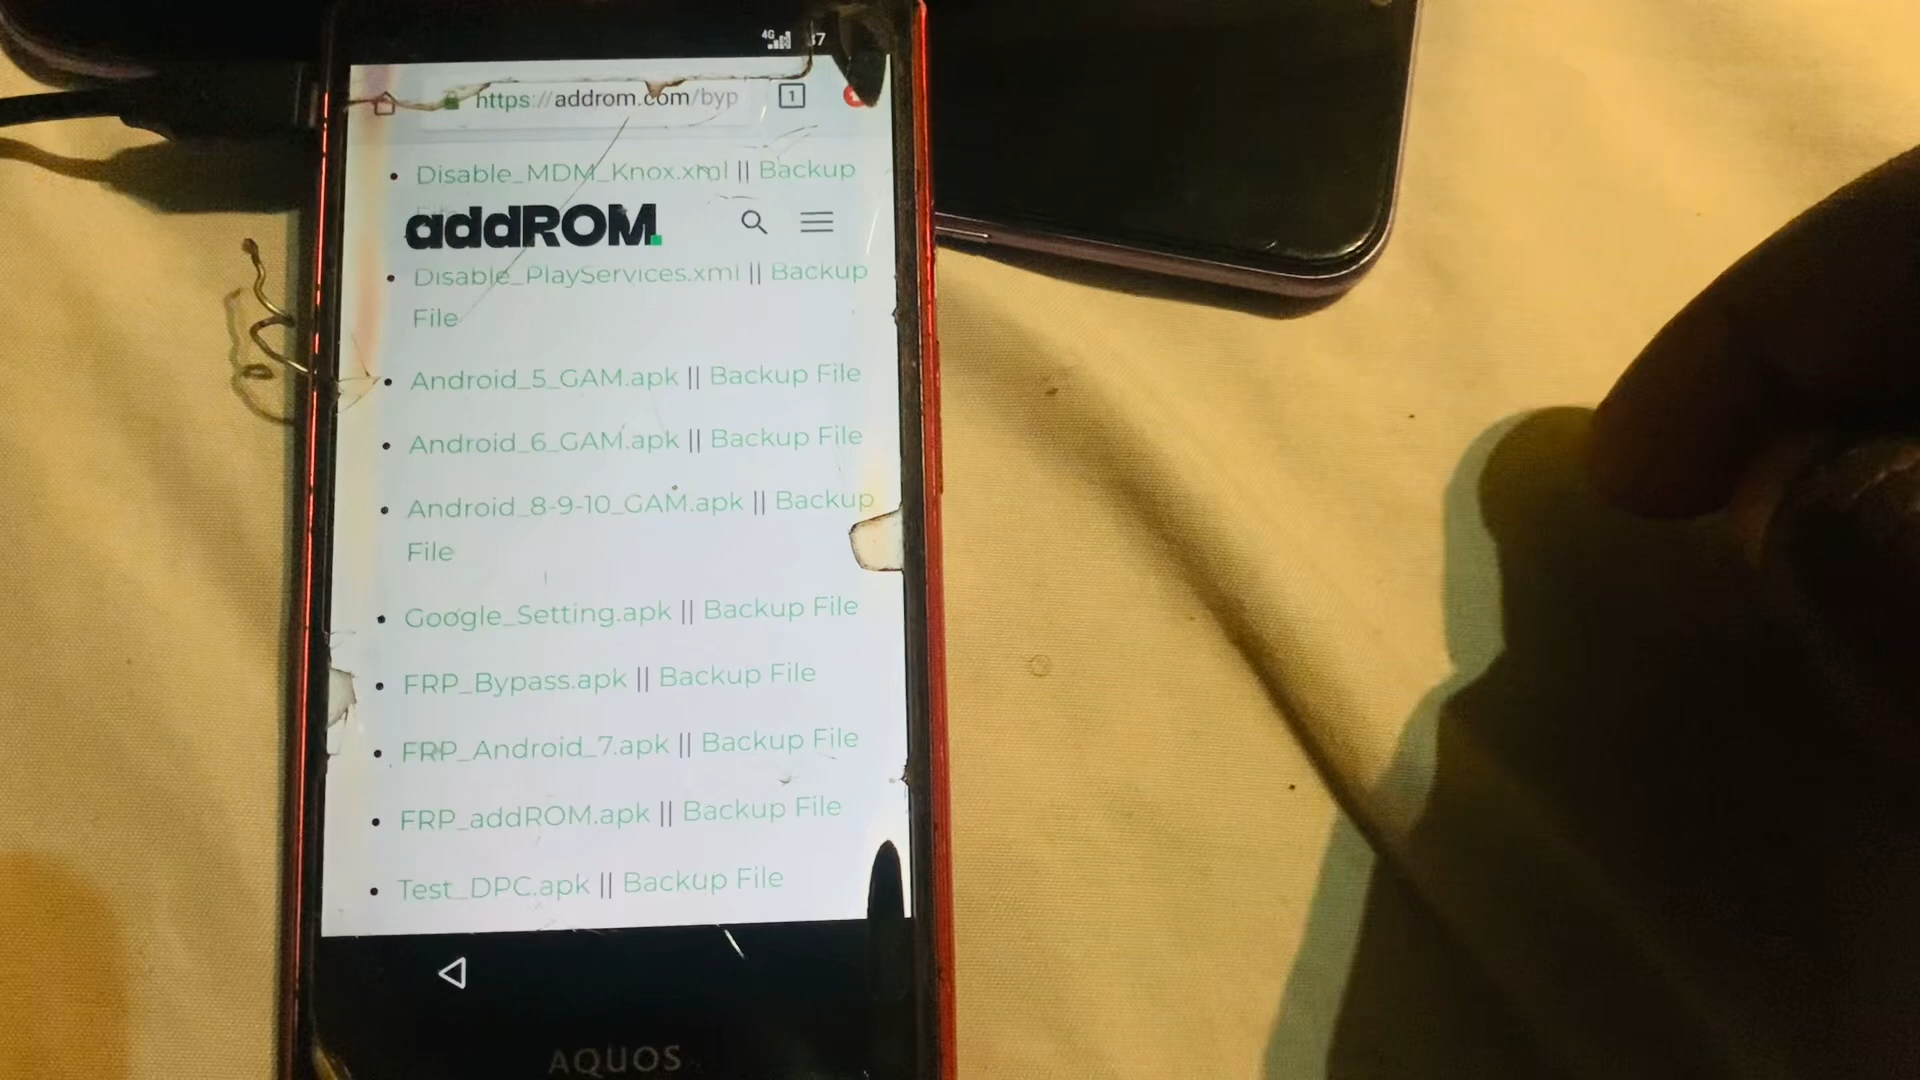 4G 37
https://addrom.com/byp 1
Disable_MDM_Knox.xml || Backup
addROM.
Disable_PlayServices.xml || Backup
File
Android_5_GAM.apk || Backup File
Android_6_GAM.apk || Backup File
Android_8-9-10_GAM.apk || Backup
File
Google_Setting.apk || Backup File
FRP_Bypass.apk || Backup File
FRP_Android_7.apk || Backup File
FRP_addROM.apk || Backup File
Test_DPC.apk || Backup File
AQUOS